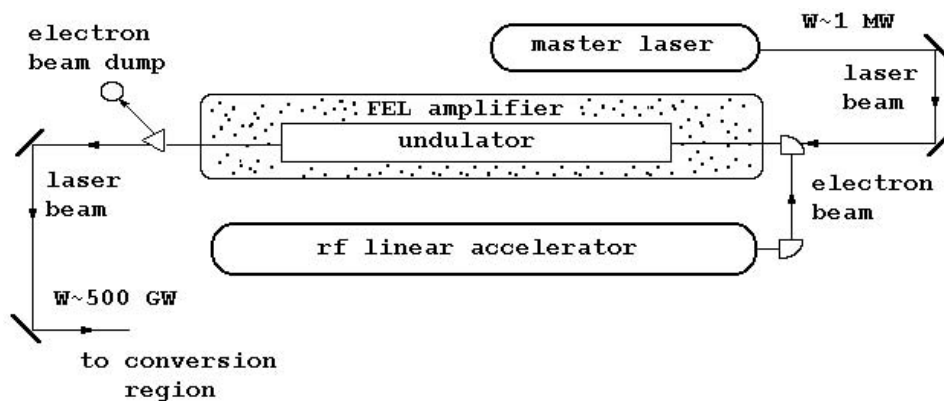 electron
beam dump
master laser
W~1 MW
laser
beam
FEL amplifier
undulator
laser
beam
electron
beam
rf linear accelerator
W~500 GW
to conversion
region